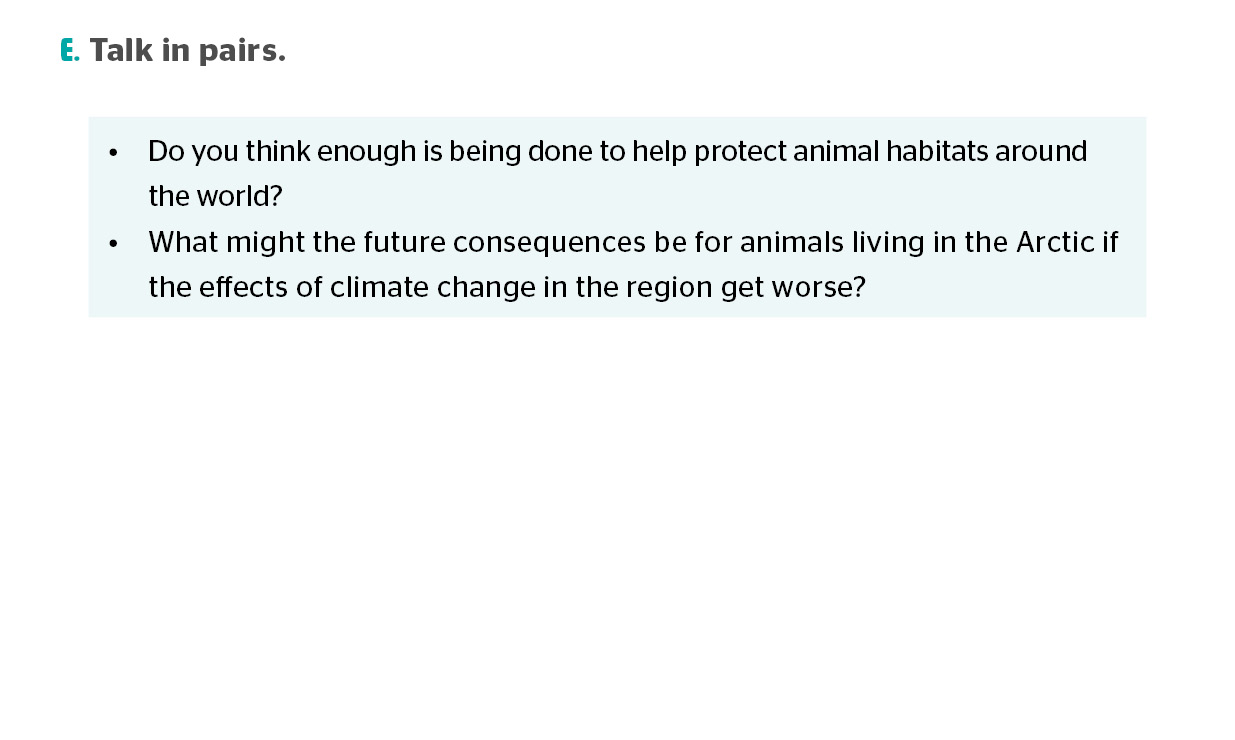 E. Talk in pairs.
• Do you think enough is being done to help protect animal habitats around
the world?
• What might the future consequences be for animals living in the Arctic if
the effects of climate change in the region get worse?